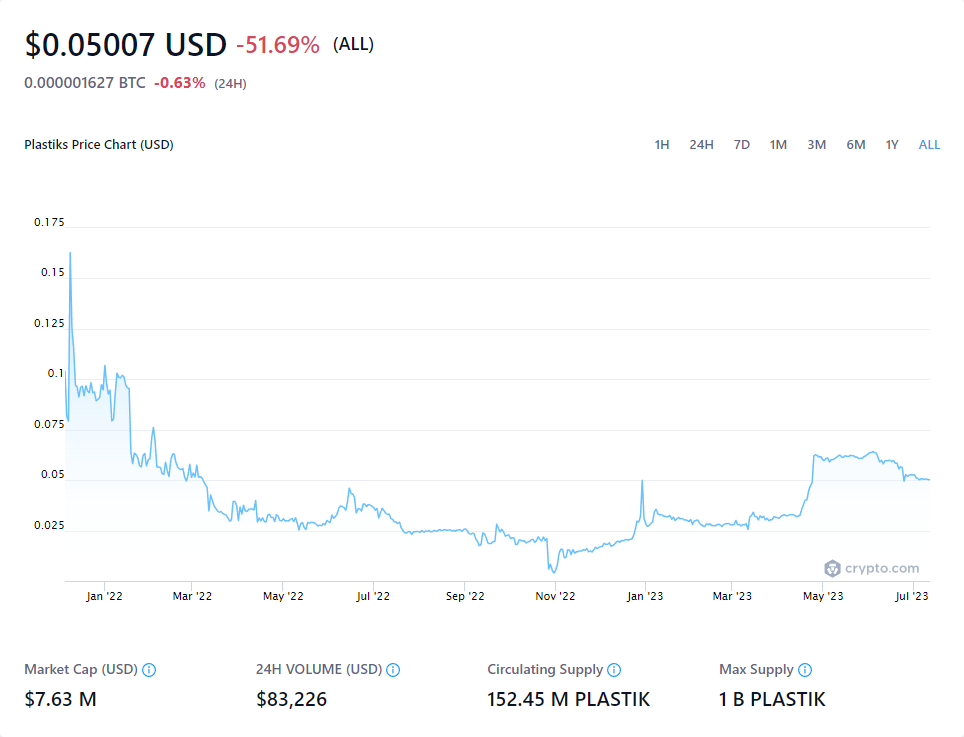 $0.05007 USD -51.69% (ALL)
0.000001627 BTC -0.63% (24H)
Plastiks Price Chart (USD) 1H 24H 7D 1M 3M 6M 1Y ALL
0.175
0.15
0.125
0.1
0.075
0.05
0.025
crypto.com
Jan '22 Mar '22 May '22 Jul '22 Sep '22 Nov '22 Jan '23 Mar '23 May '23 Jul '23
Market Cap (USD) 24H VOLUME (USD) Circulating Supply Max Supply
$7.63 M $83,226 152.45 M PLASTIK 1 B PLASTIK